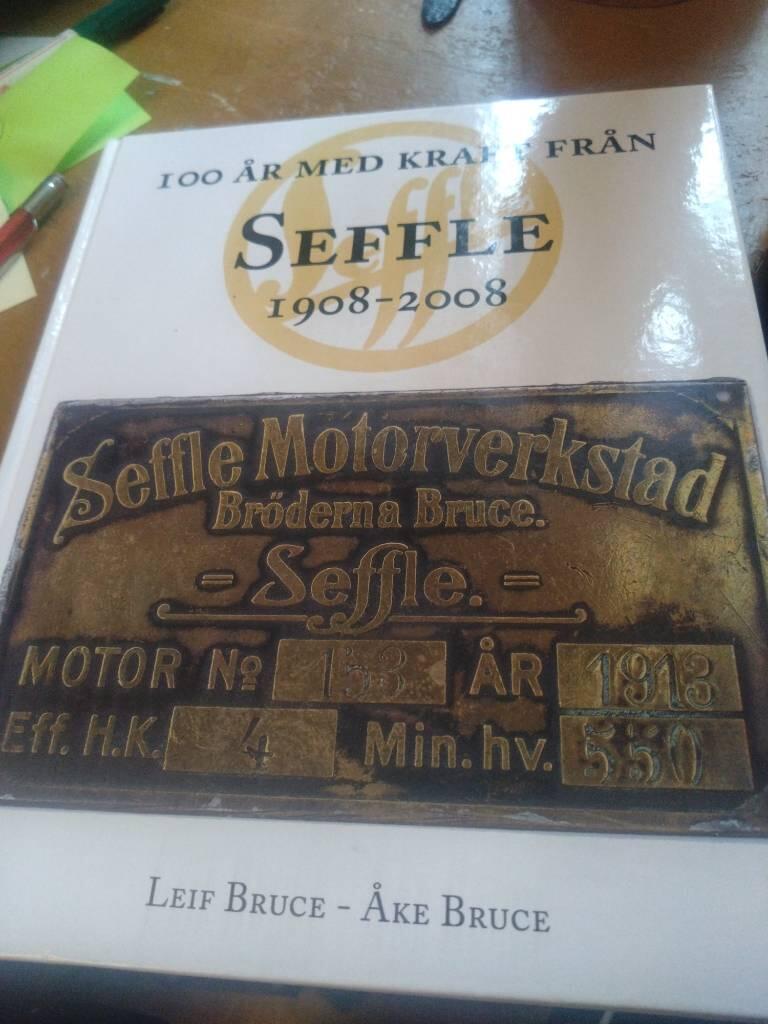 100 ÅR MED KRAFT FRÅN
SEFFLE
1908-2008
Seffle Motorverkstad
Bröderna Bruce.
= Seffle. =
MOTOR No 153 ÅR 1913
Eff. H.K. 4 Min. hv. 550
LEIF BRUCE - ÅKE BRUCE